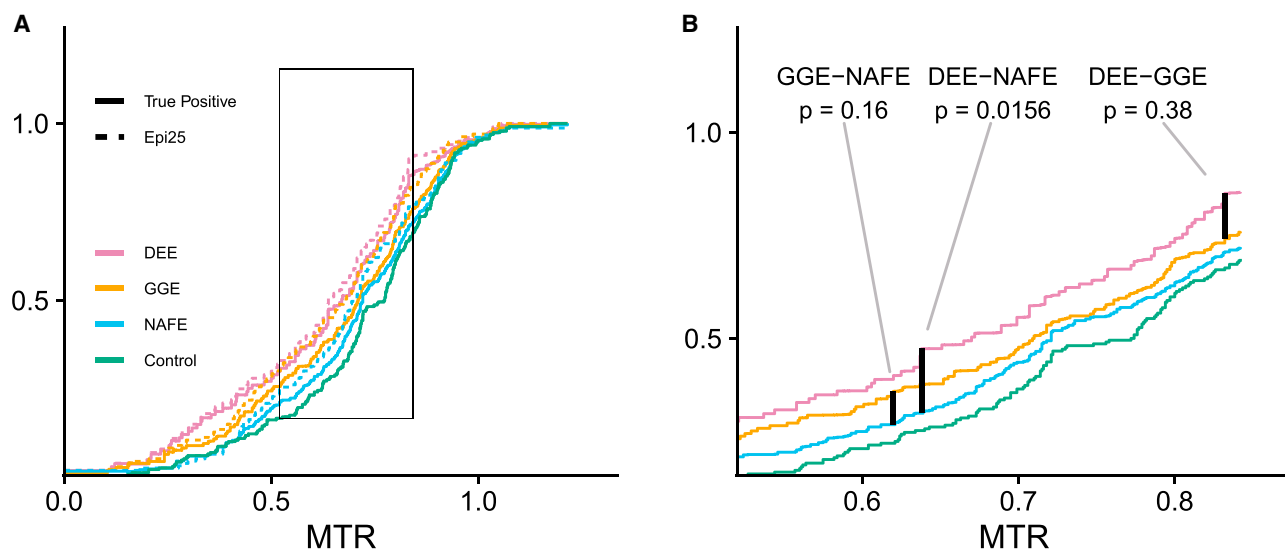 A
True Positive
Epi25
1.0
DEE
GGE
0.5
NAFE
Control
0.0 0.5 1.0
MTR
B
GGE−NAFE DEE−NAFE DEE−GGE
p = 0.16 p = 0.0156 p = 0.38
1.0
0.5
0.6 0.7 0.8
MTR